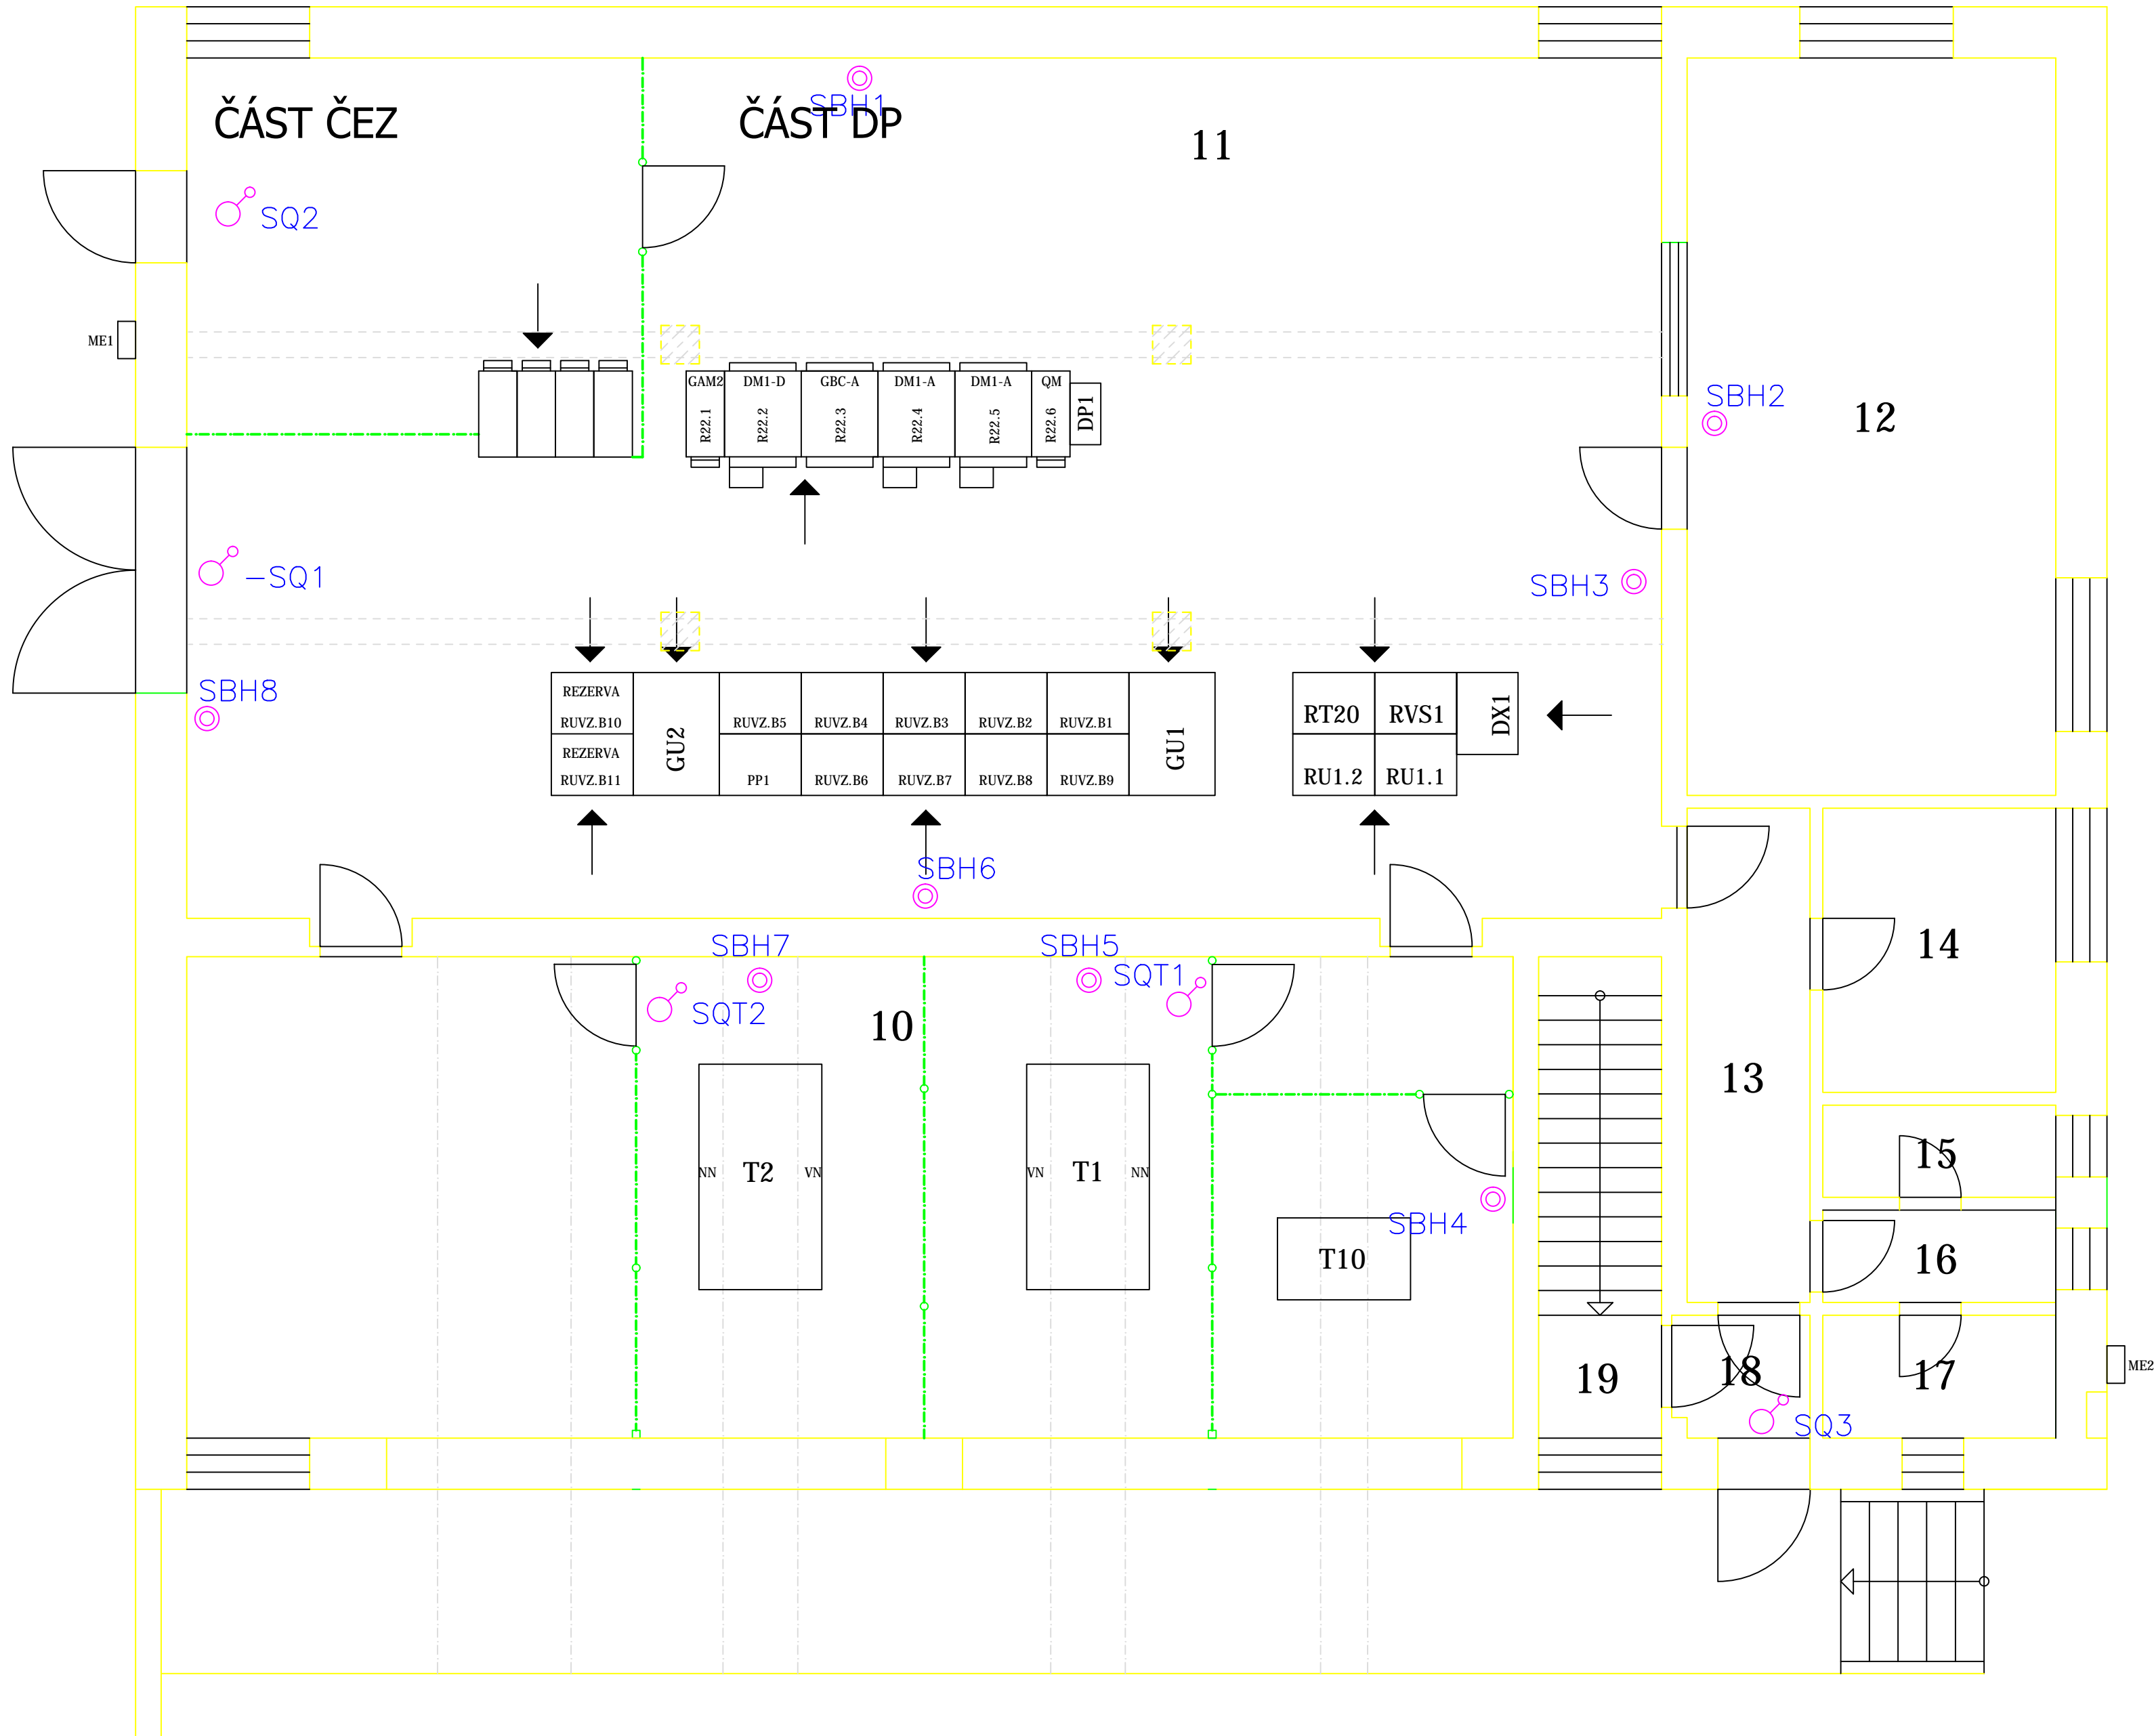 ČÁST ČEZ
ČÁST DP
SBH1
11
SQ2
ME1
GAM2
DM1-D
GBC-A
DM1-A
DM1-A
QM
R22.1
R22.2
R22.3
R22.4
R22.5
R22.6
DP1
SBH2
12
-SQ1
SBH3
SBH8
REZERVA
RUVZ.B10
REZERVA
RUVZ.B11
GU2
RUVZ.B5
RUVZ.B4
RUVZ.B3
RUVZ.B2
RUVZ.B1
PP1
RUVZ.B6
RUVZ.B7
RUVZ.B8
RUVZ.B9
GU1
RT20
RVS1
DX1
RU1.2
RU1.1
SBH6
SBH7
SBH5
SQT1
SQT2
10
14
13
NN
T2
VN
VN
T1
NN
15
SBH4
T10
16
19
18
17
ME2
SQ3